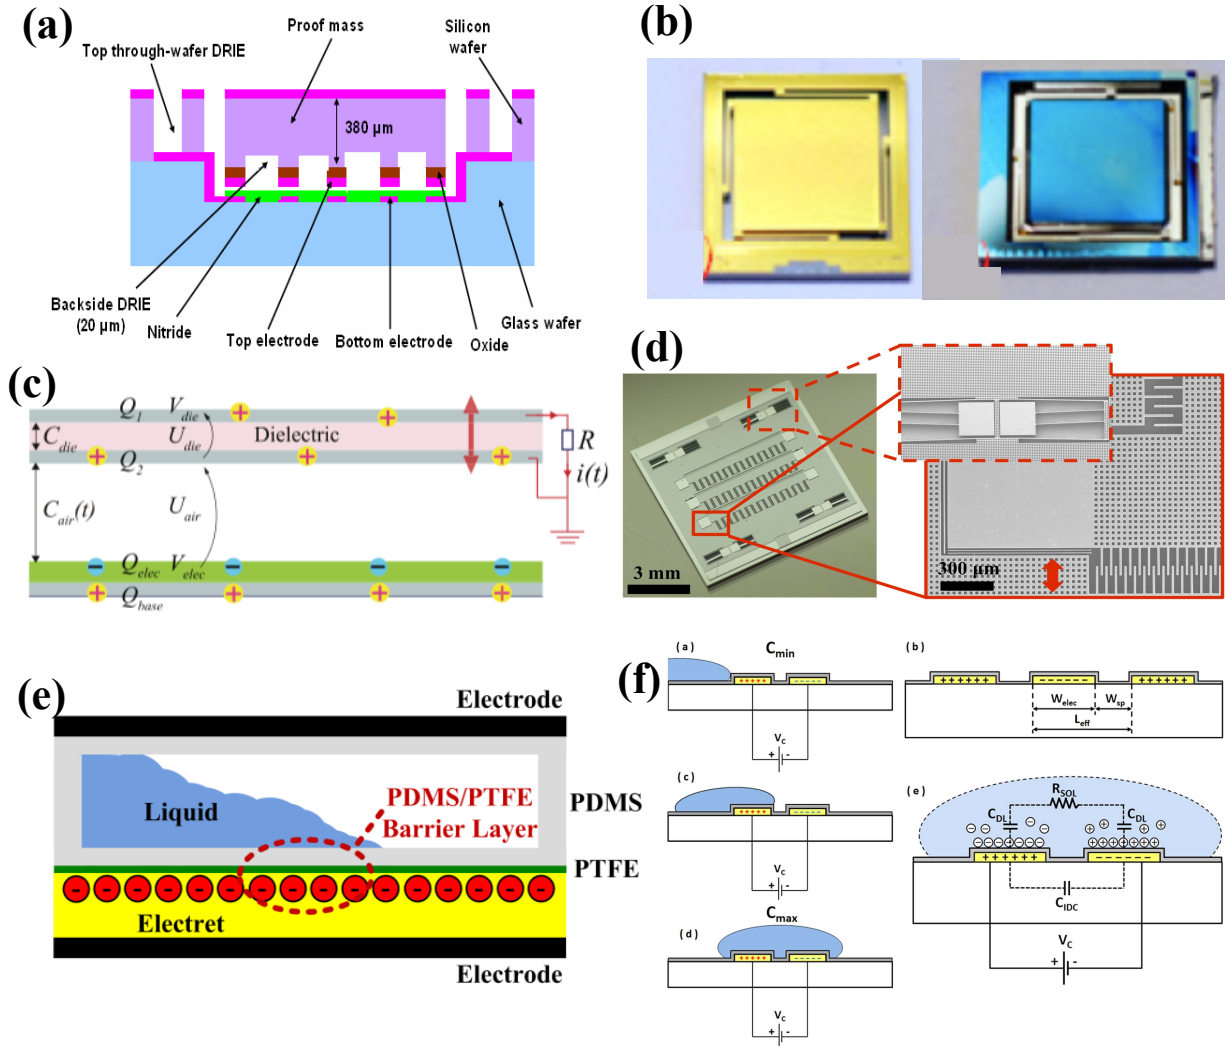 (a)
Top through-wafer DRIE
Proof mass
Silicon
wafer
380 µm
Backside DRIE
(20 µm)
Nitride
Top electrode
Bottom electrode
Oxide
Glass wafer
(b)
(c)
Q1 Vdie
Cdie
Udie
Dielectric
R
Q2
i(t)
Cair(t)
Uair
Qelec Velec
Qbase
(d)
3 mm
300 µm
(e)
Electrode
Liquid
PDMS/PTFE
Barrier Layer
PDMS
PTFE
Electret
Electrode
(f)
(a)
Cmin
+++++
-----
VC
+ -
(b)
++++++
-----
++++++
Welec
Wsp
Leff
(c)
+++++
-----
VC
+ -
(d)
Cmax
+++++
-----
VC
+ -
(e)
RSOL
CDL
CDL
++++++
------
CIDC
VC
+ -